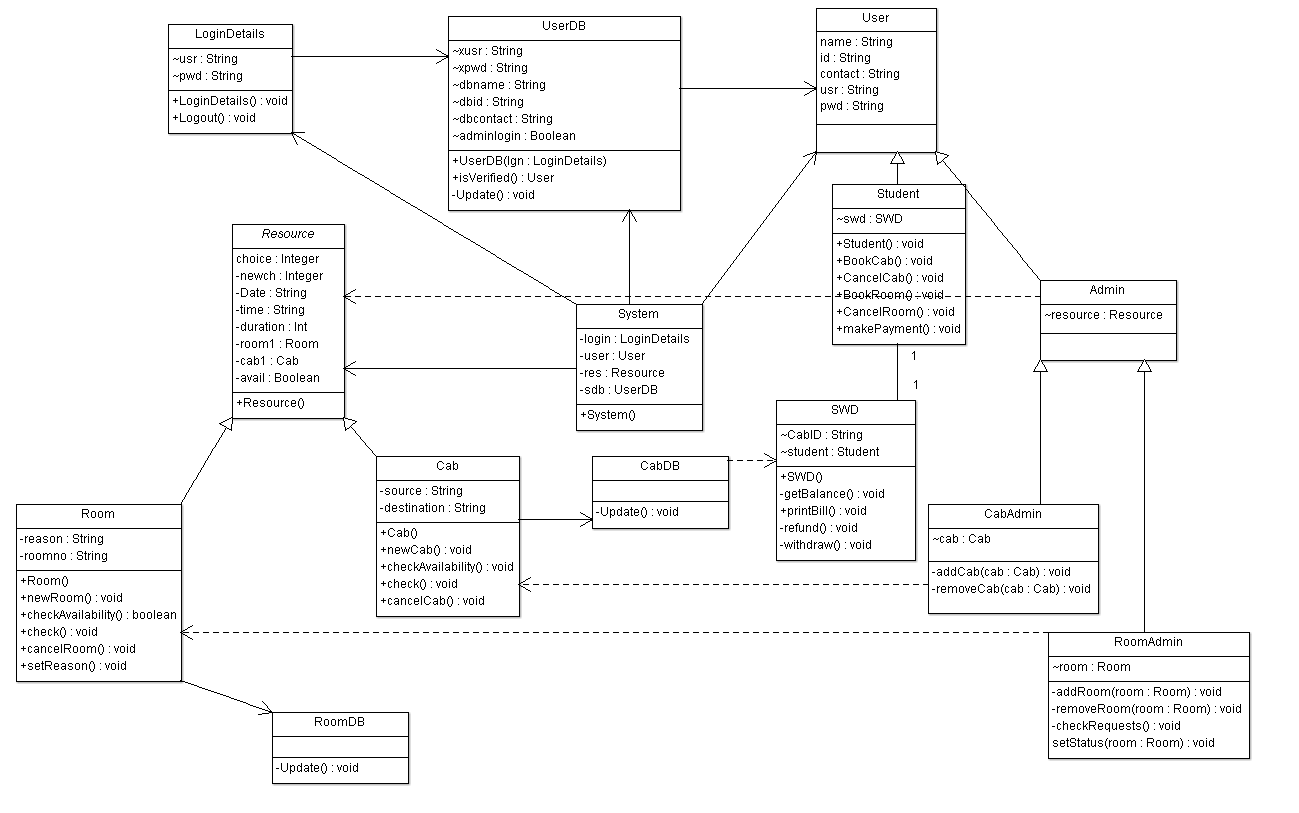 LoginDetails
~usr : String
~pwd : String
+LoginDetails() : void
+Logout() : void
UserDB
~xusr : String
~xpwd : String
~dbname : String
~dbid : String
~dbcontact : String
~adminlogin : Boolean
+UserDB(lgn : LoginDetails)
+isVerified() : User
-Update() : void
User
name : String
id : String
contact : String
usr : String
pwd : String
Student
~swd : SWD
+Student() : void
+BookCab() : void
+CancelCab() : void
+BookRoom() : void
+CancelRoom() : void
+makePayment() : void
Resource
choice : Integer
-newch : Integer
-Date : String
-time : String
-duration : Int
-room1 : Room
-cab1 : Cab
-avail : Boolean
+Resource()
System
-login : LoginDetails
-user : User
-res : Resource
-sdb : UserDB
+System()
Admin
~resource : Resource
1
1
SWD
~CabID : String
~student : Student
+SWD()
-getBalance() : void
+printBill() : void
-refund() : void
-withdraw() : void
Cab
-source : String
-destination : String
+Cab()
+newCab() : void
+checkAvailability() : void
+check() : void
+cancelCab() : void
CabDB
-Update() : void
Room
-reason : String
-roomno : String
+Room()
+newRoom() : void
+checkAvailability() : boolean
+check() : void
+cancelRoom() : void
+setReason() : void
CabAdmin
~cab : Cab
-addCab(cab : Cab) : void
-removeCab(cab : Cab) : void
RoomAdmin
~room : Room
-addRoom(room : Room) : void
-removeRoom(room : Room) : void
-checkRequests() : void
setStatus(room : Room) : void
RoomDB
-Update() : void